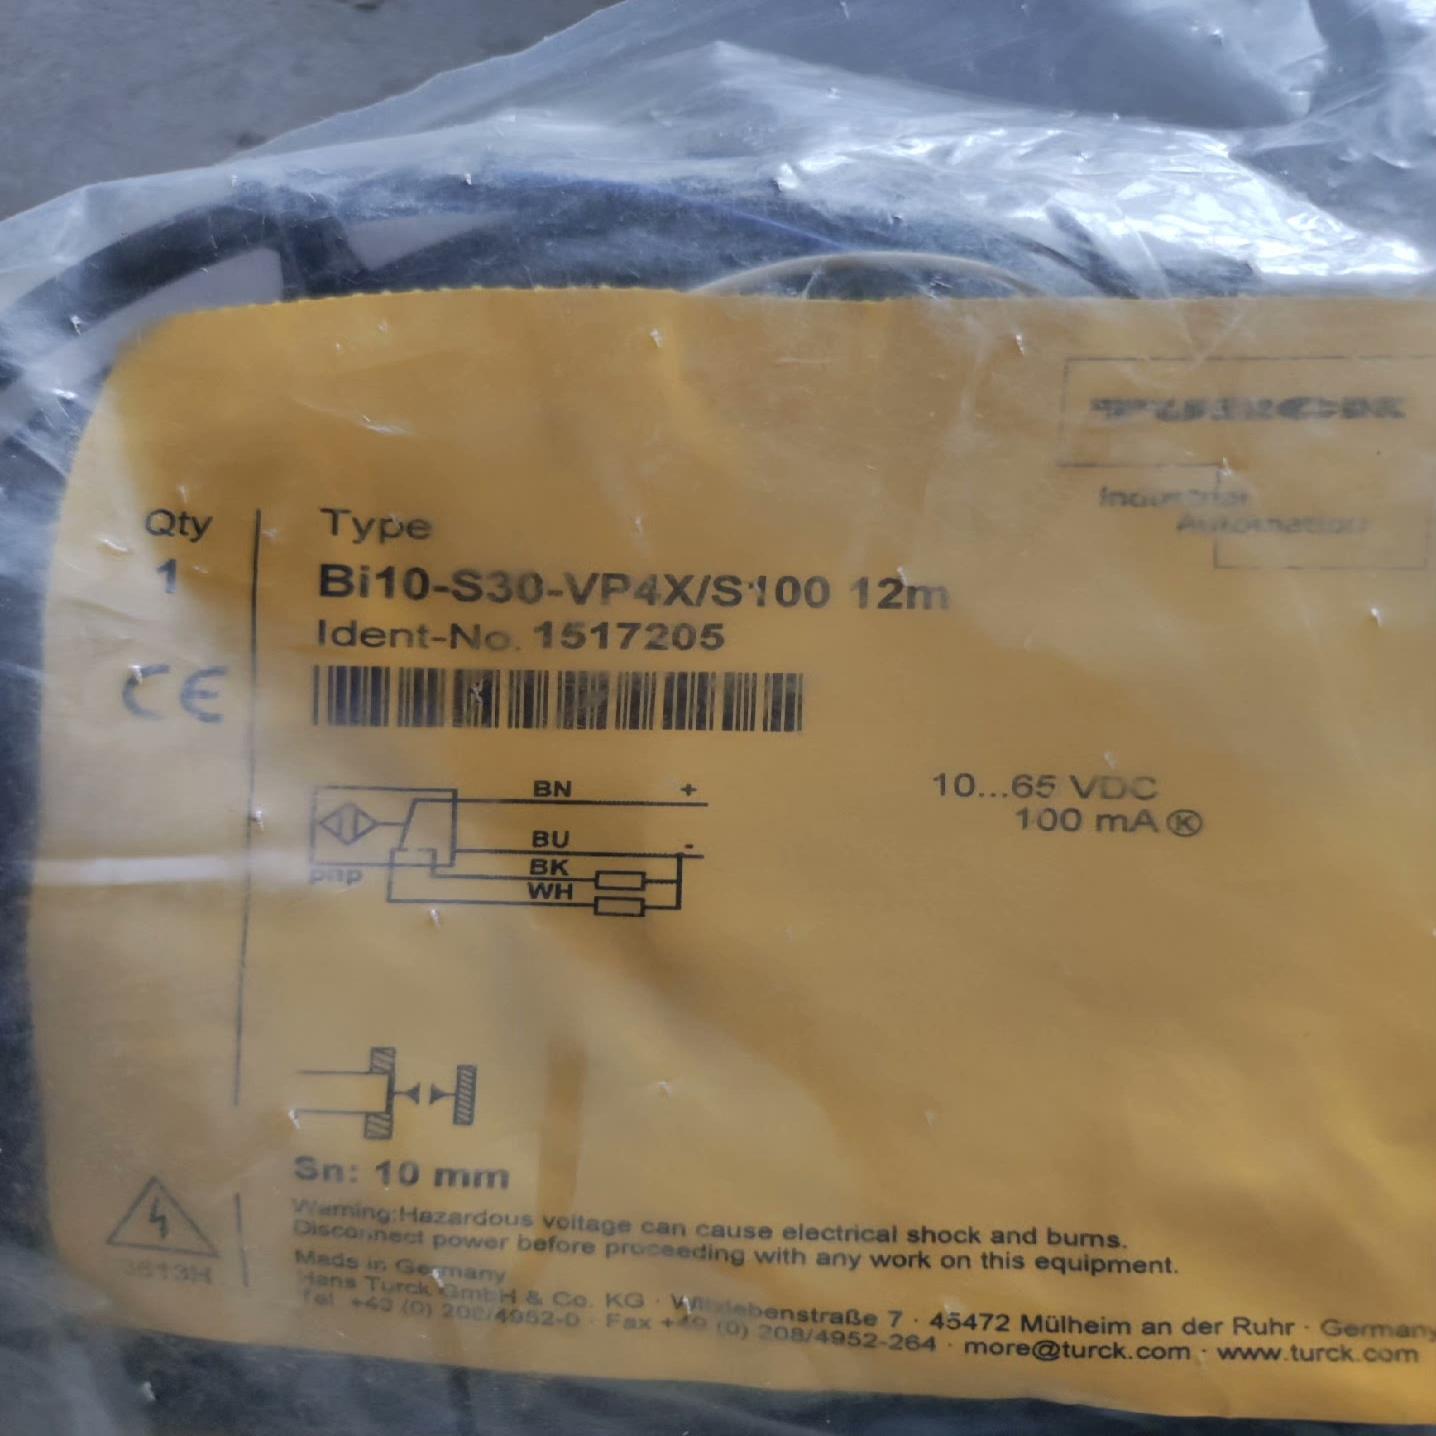 TURCK
Industrial
Automation
Qty
1
Type
Bi10-S30-VP4X/S100 12m
Ident-No. 1517205
CE
BN +
BU -
BK
WH
pnp
10...65 VDC
100 mA Ⓚ
Sn: 10 mm
Warning:Hazardous voltage can cause electrical shock and burns.
Disconnect power before proceeding with any work on this equipment.
Made in Germany
Hans Turck GmbH & Co. KG · Witzlebenstraße 7 · 45472 Mülheim an der Ruhr · Germany
Tel. +49 (0) 208/4952-0 · Fax +49 (0) 208/4952-264 · more@turck.com · www.turck.com